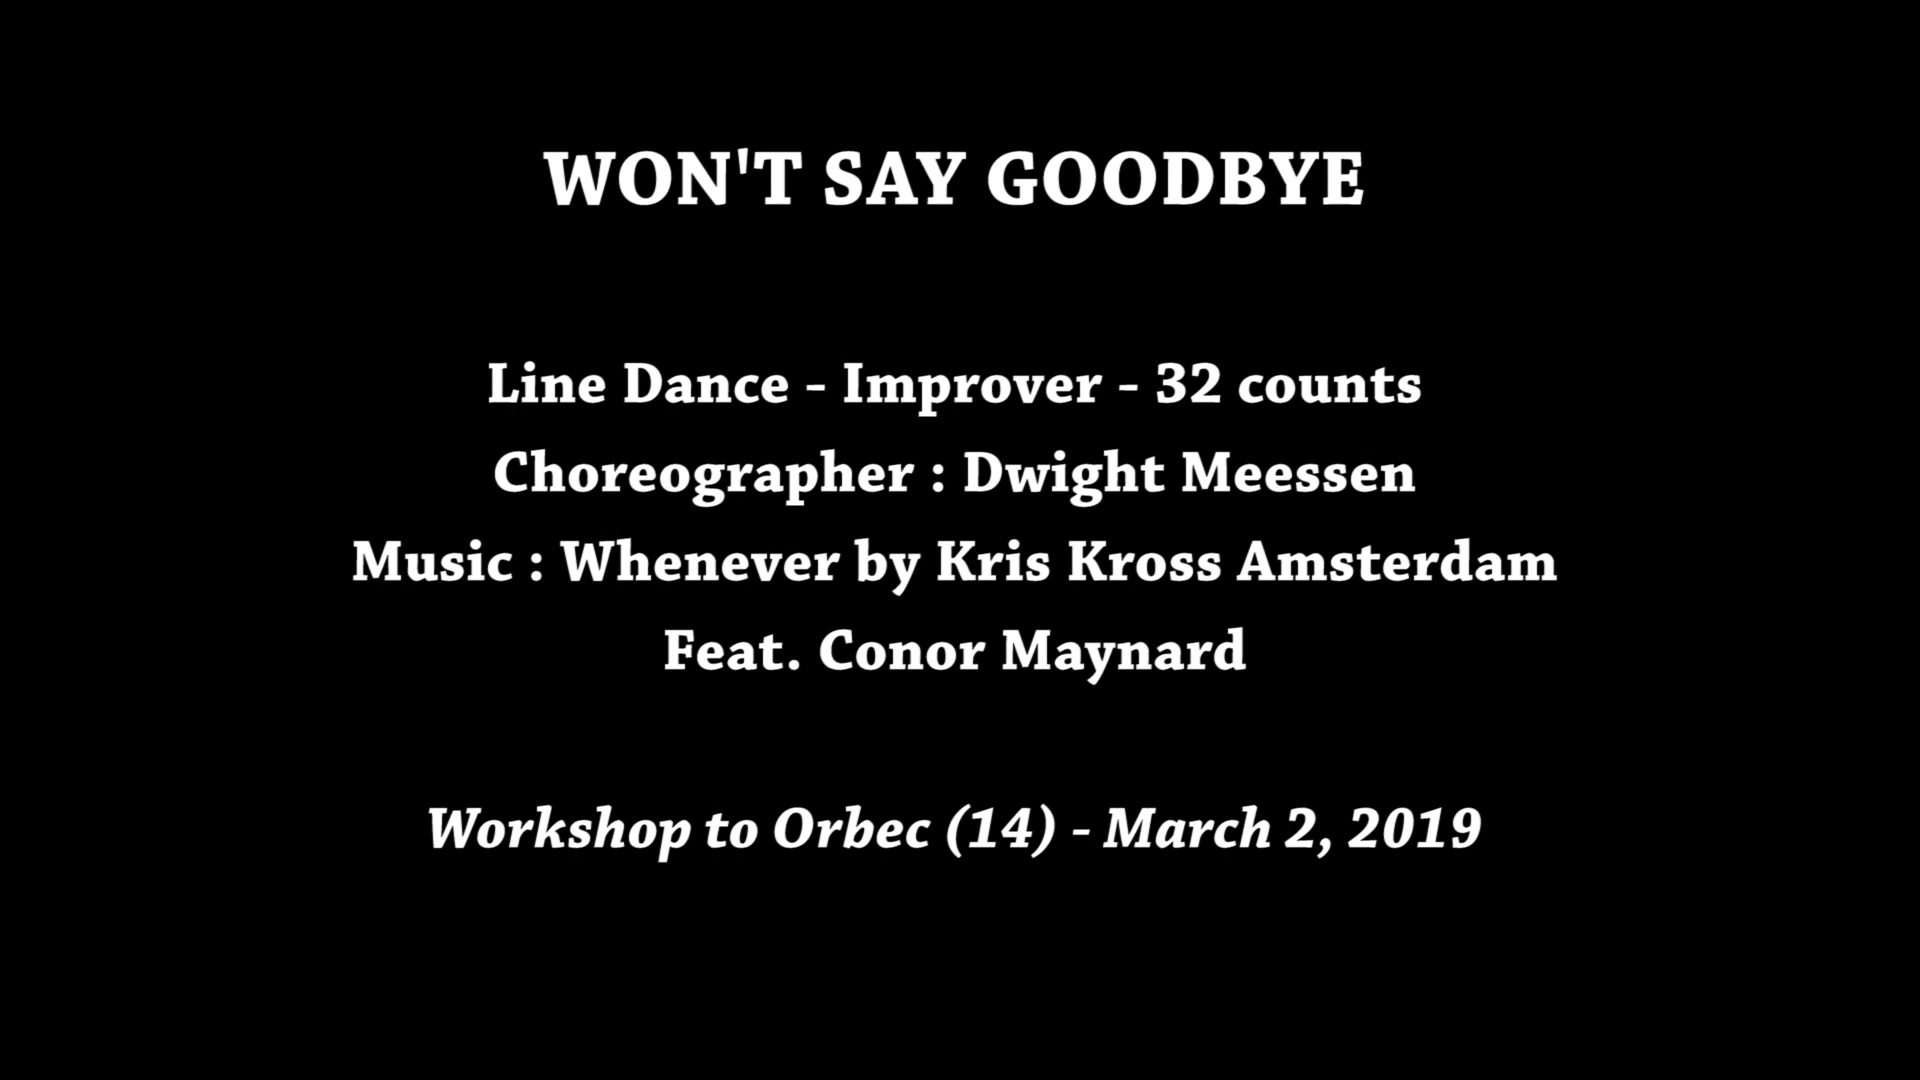 WON'T SAY GOODBYE
Line Dance - Improver - 32 counts
Choreographer : Dwight Meessen
Music : Whenever by Kris Kross Amsterdam
Feat. Conor Maynard
Workshop to Orbec (14) - March 2, 2019